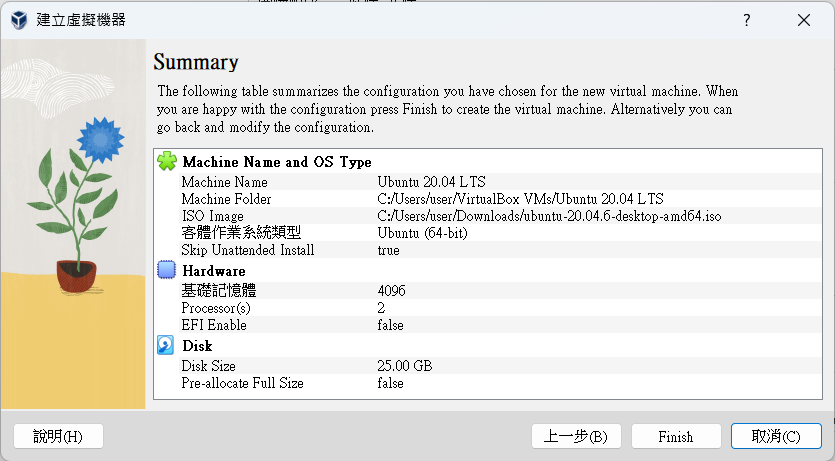 建立虛擬機器
?
Summary
The following table summarizes the configuration you have chosen for the new virtual machine. When
you are happy with the configuration press Finish to create the virtual machine. Alternatively you can
go back and modify the configuration.
Machine Name and OS Type
Machine Name Ubuntu 20.04 LTS
Machine Folder C:/Users/user/VirtualBox VMs/Ubuntu 20.04 LTS
ISO Image C:/Users/user/Downloads/ubuntu-20.04.6-desktop-amd64.iso
客體作業系統類型 Ubuntu (64-bit)
Skip Unattended Install true
Hardware
基礎記憶體 4096
Processor(s) 2
EFI Enable false
Disk
Disk Size 25.00 GB
Pre-allocate Full Size false
說明(H) 上一步(B) Finish 取消(C)